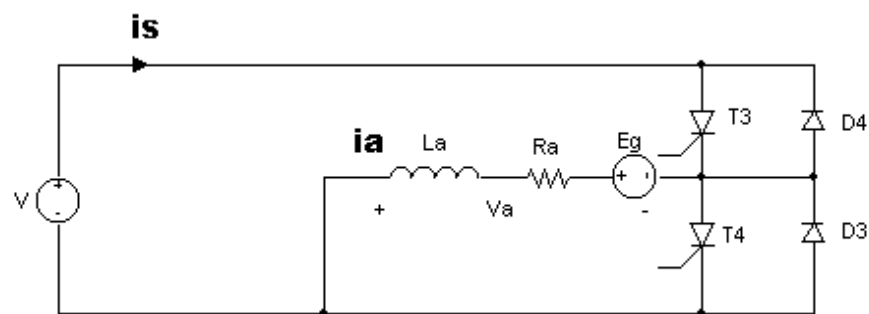 is
T3
D4
ia
La
Ra
Eg
+
-
V
+
-
+
Va
-
T4
D3